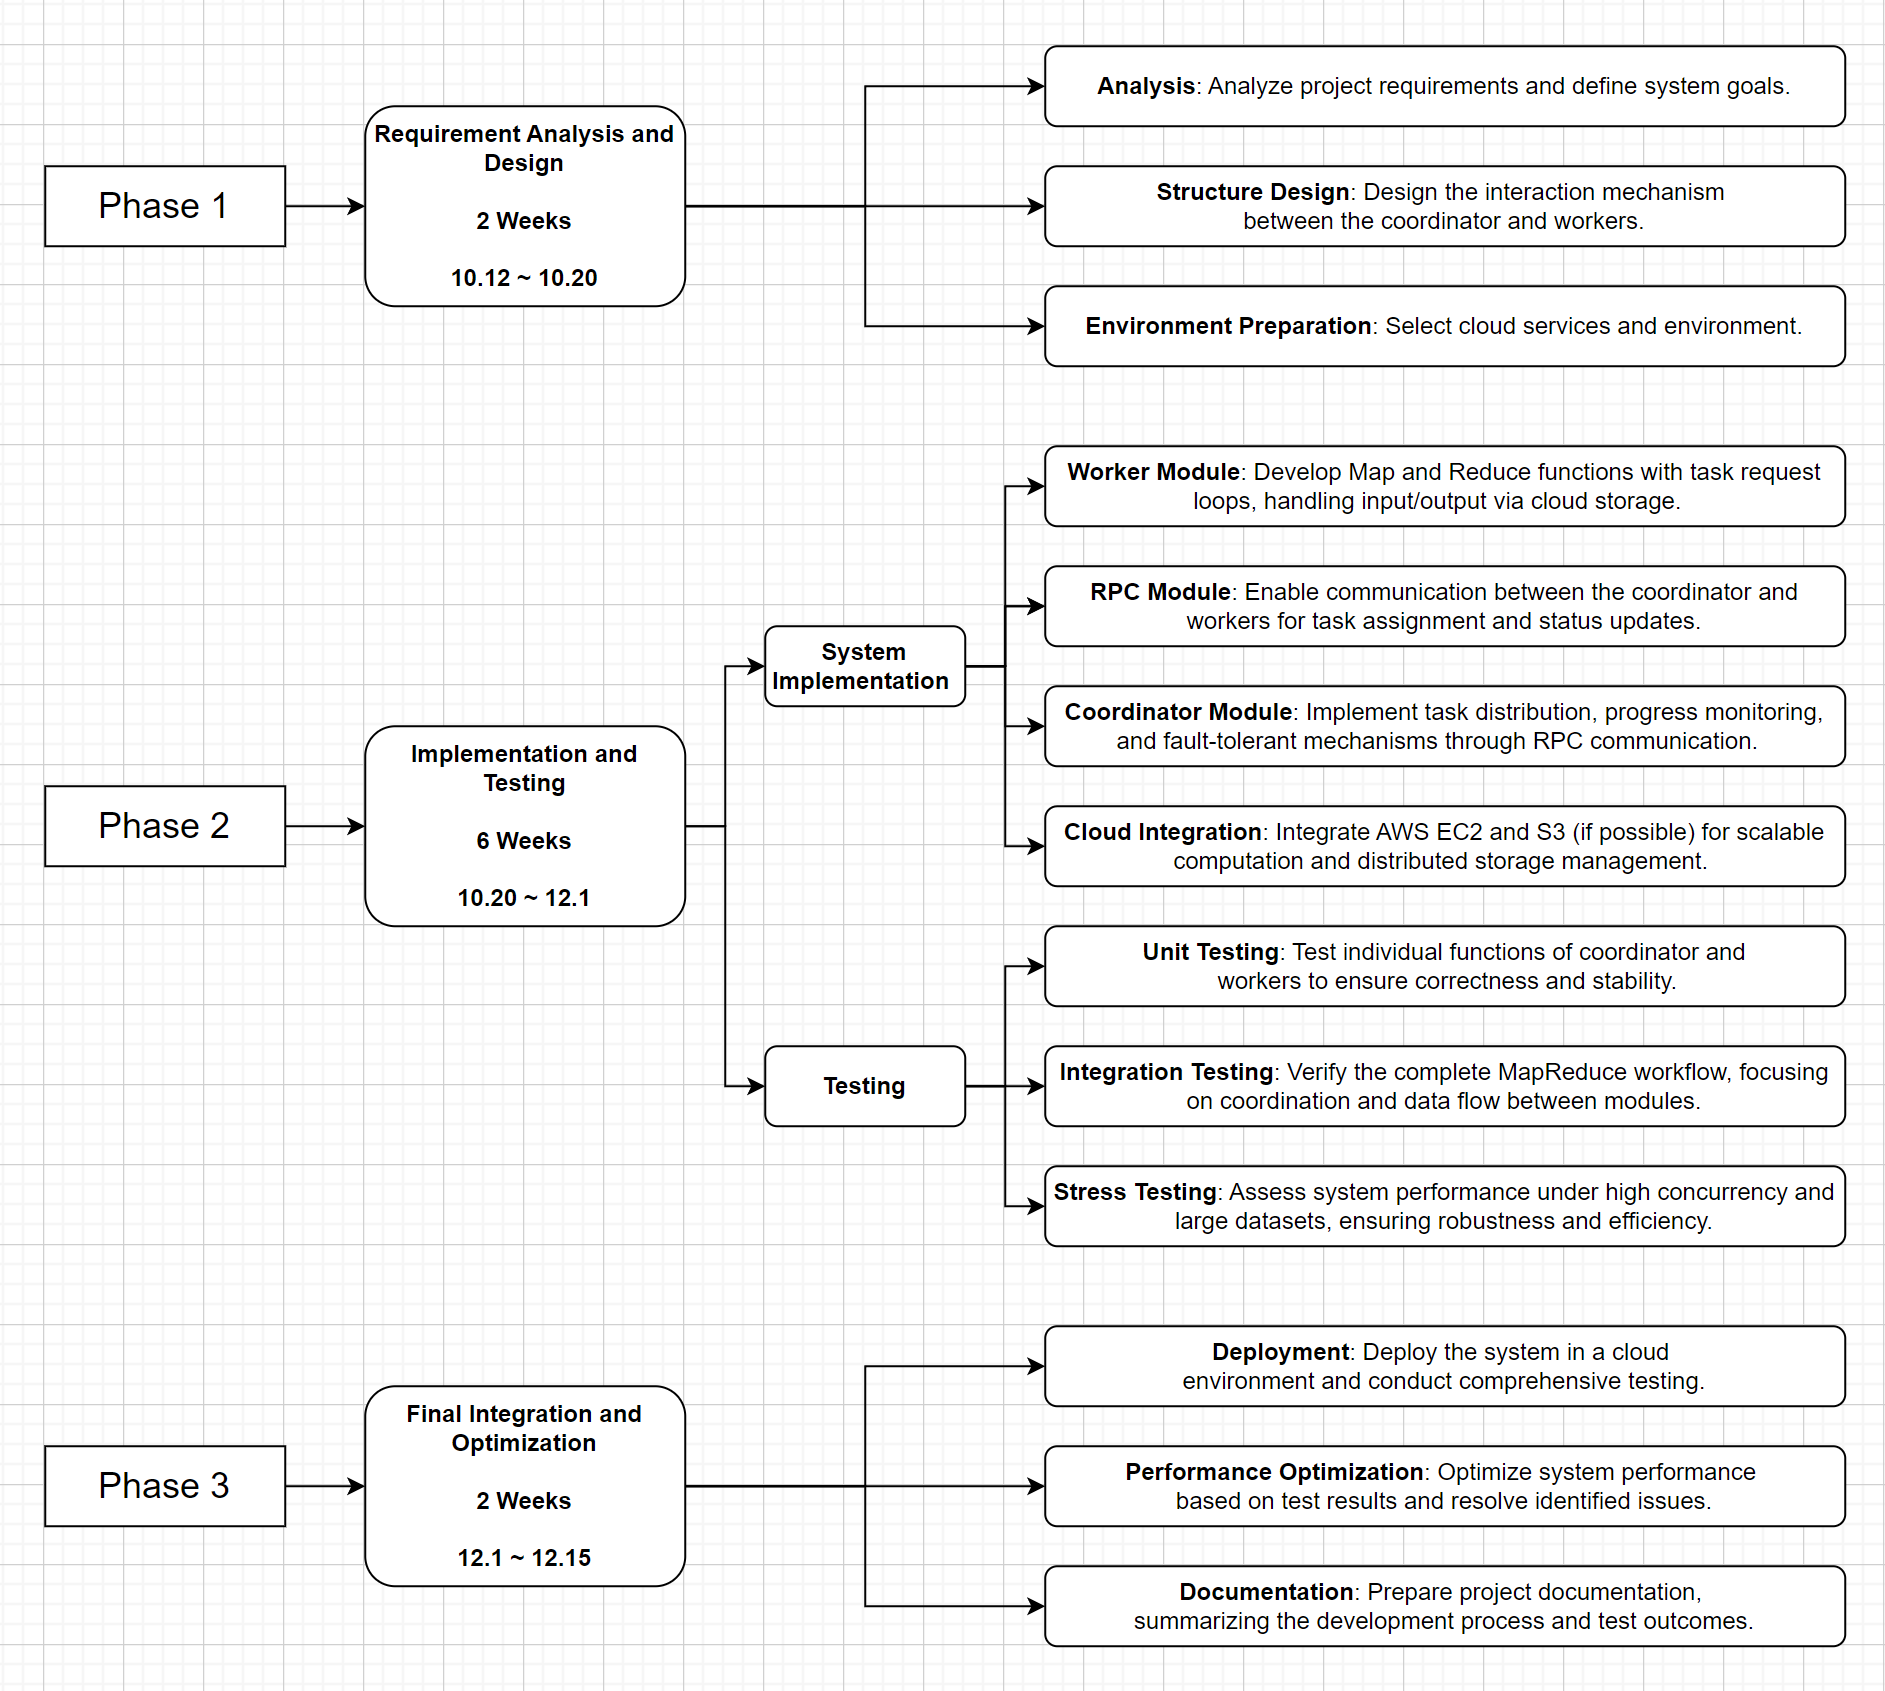 Phase 1
Requirement Analysis and
Design
2 Weeks
10.12 ~ 10.20
Analysis: Analyze project requirements and define system goals.
Structure Design: Design the interaction mechanism
between the coordinator and workers.
Environment Preparation: Select cloud services and environment.
Phase 2
Implementation and
Testing
6 Weeks
10.20 ~ 12.1
System
Implementation
Worker Module: Develop Map and Reduce functions with task request
loops, handling input/output via cloud storage.
RPC Module: Enable communication between the coordinator and
workers for task assignment and status updates.
Coordinator Module: Implement task distribution, progress monitoring,
and fault-tolerant mechanisms through RPC communication.
Cloud Integration: Integrate AWS EC2 and S3 (if possible) for scalable
computation and distributed storage management.
Testing
Unit Testing: Test individual functions of coordinator and
workers to ensure correctness and stability.
Integration Testing: Verify the complete MapReduce workflow, focusing
on coordination and data flow between modules.
Stress Testing: Assess system performance under high concurrency and
large datasets, ensuring robustness and efficiency.
Phase 3
Final Integration and
Optimization
2 Weeks
12.1 ~ 12.15
Deployment: Deploy the system in a cloud
environment and conduct comprehensive testing.
Performance Optimization: Optimize system performance
based on test results and resolve identified issues.
Documentation: Prepare project documentation,
summarizing the development process and test outcomes.